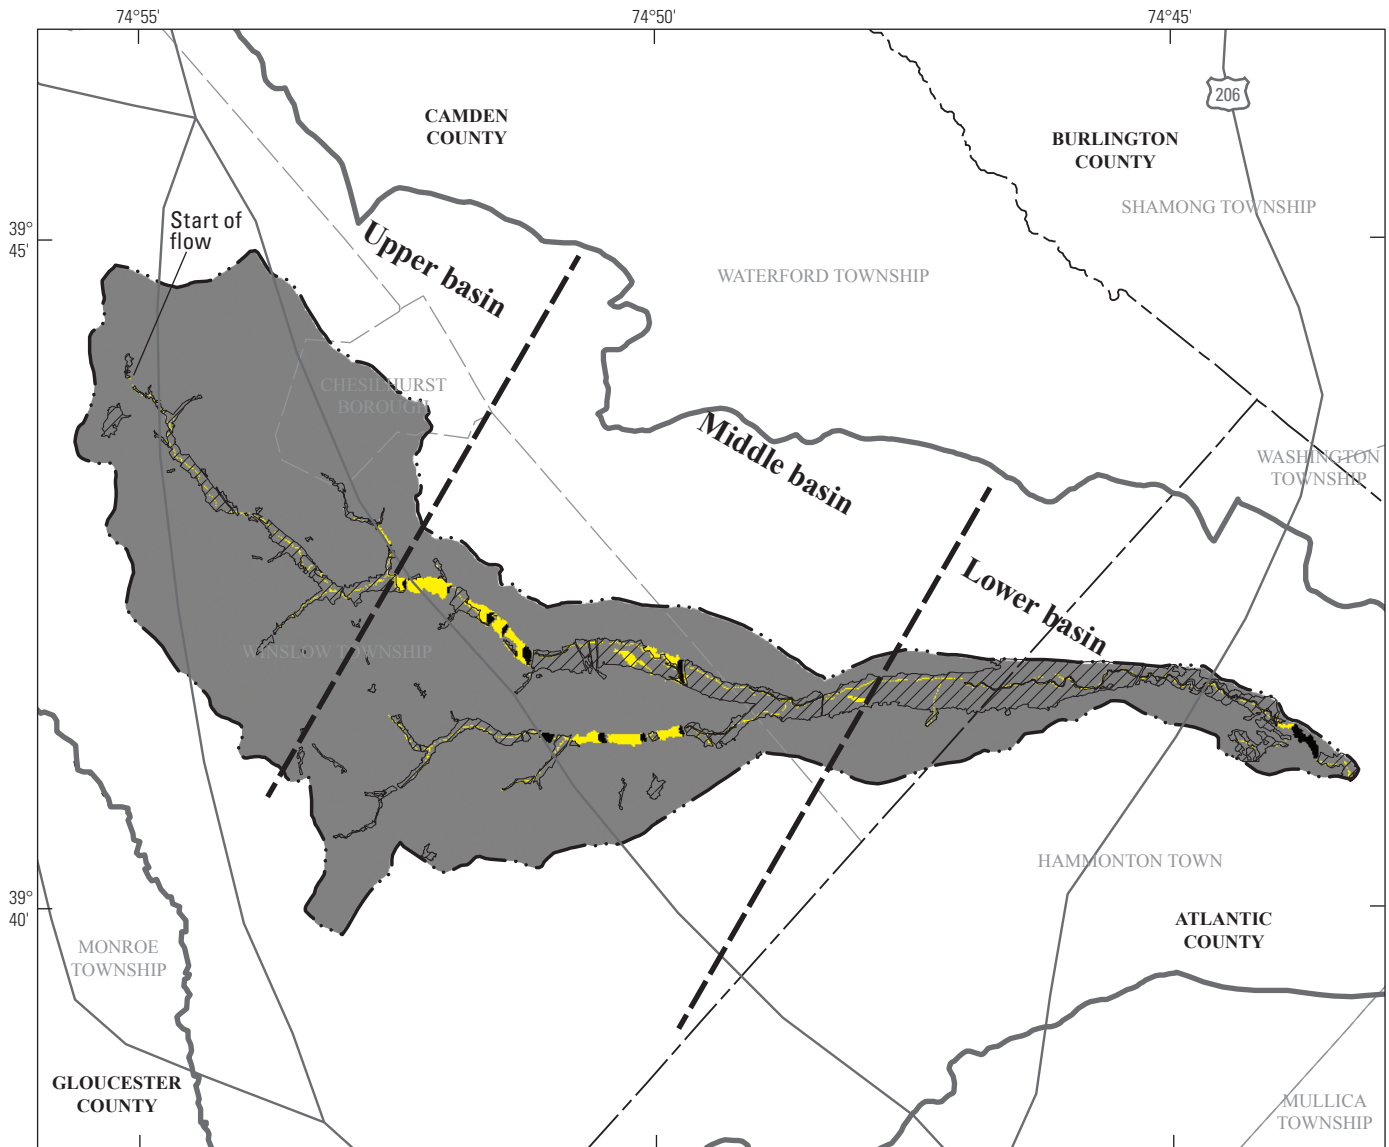 74°55'
74°50'
74°45'
206
CAMDEN
COUNTY
BURLINGTON
COUNTY
SHAMONG TOWNSHIP
Start of
flow
39°
45'
Upper basin
WATERFORD TOWNSHIP
CHESILHURST
BOROUGH
Middle basin
WASHINGTON
TOWNSHIP
Lower basin
WINSLOW TOWNSHIP
HAMMONTON TOWN
39°
40'
ATLANTIC
COUNTY
MONROE
TOWNSHIP
GLOUCESTER
COUNTY
MULLICA
TOWNSHIP